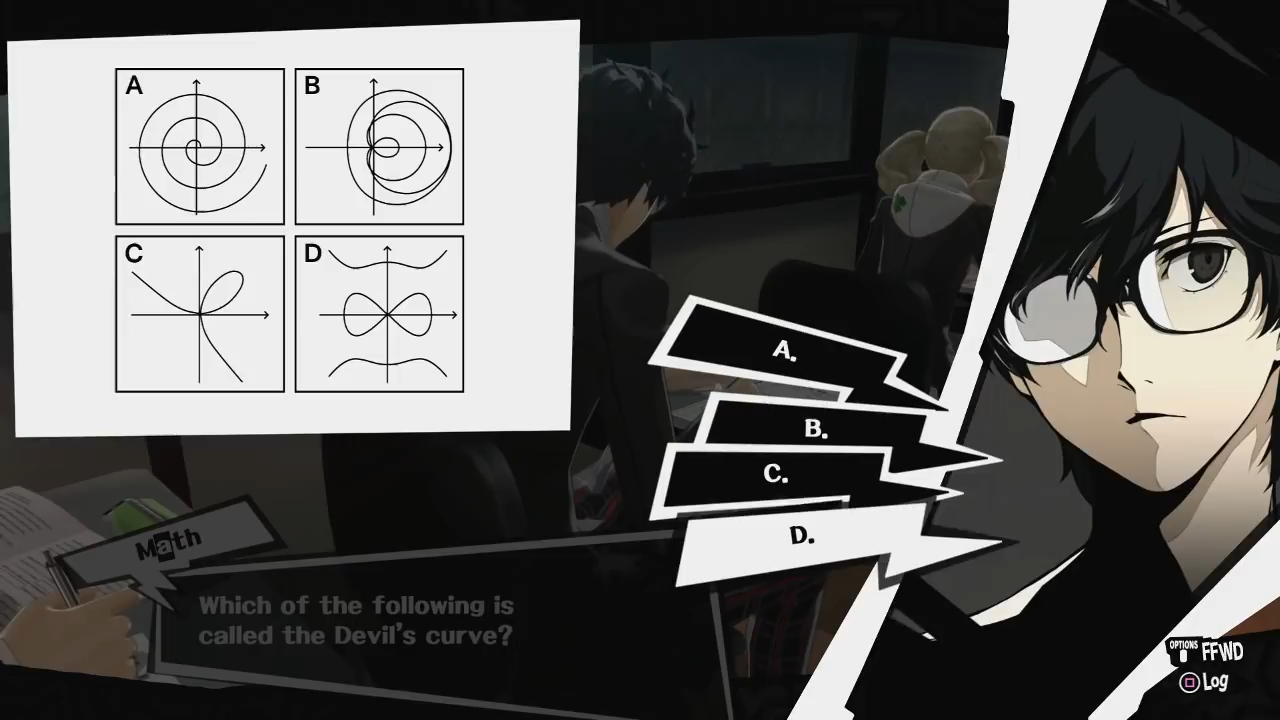 A
B
C
D
A.
B.
C.
D.
Math
Which of the following is
called the Devil's curve?
OPTIONS
FFWD
Log